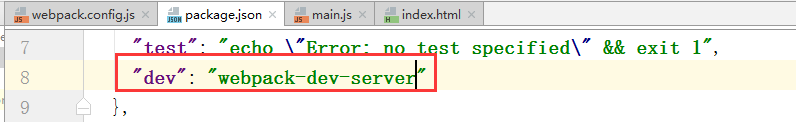 webpack.config.js package.json main.js index.html
7 "test": "echo \"Error: no test specified\" && exit 1",
8 "dev": "webpack-dev-server"
9 },